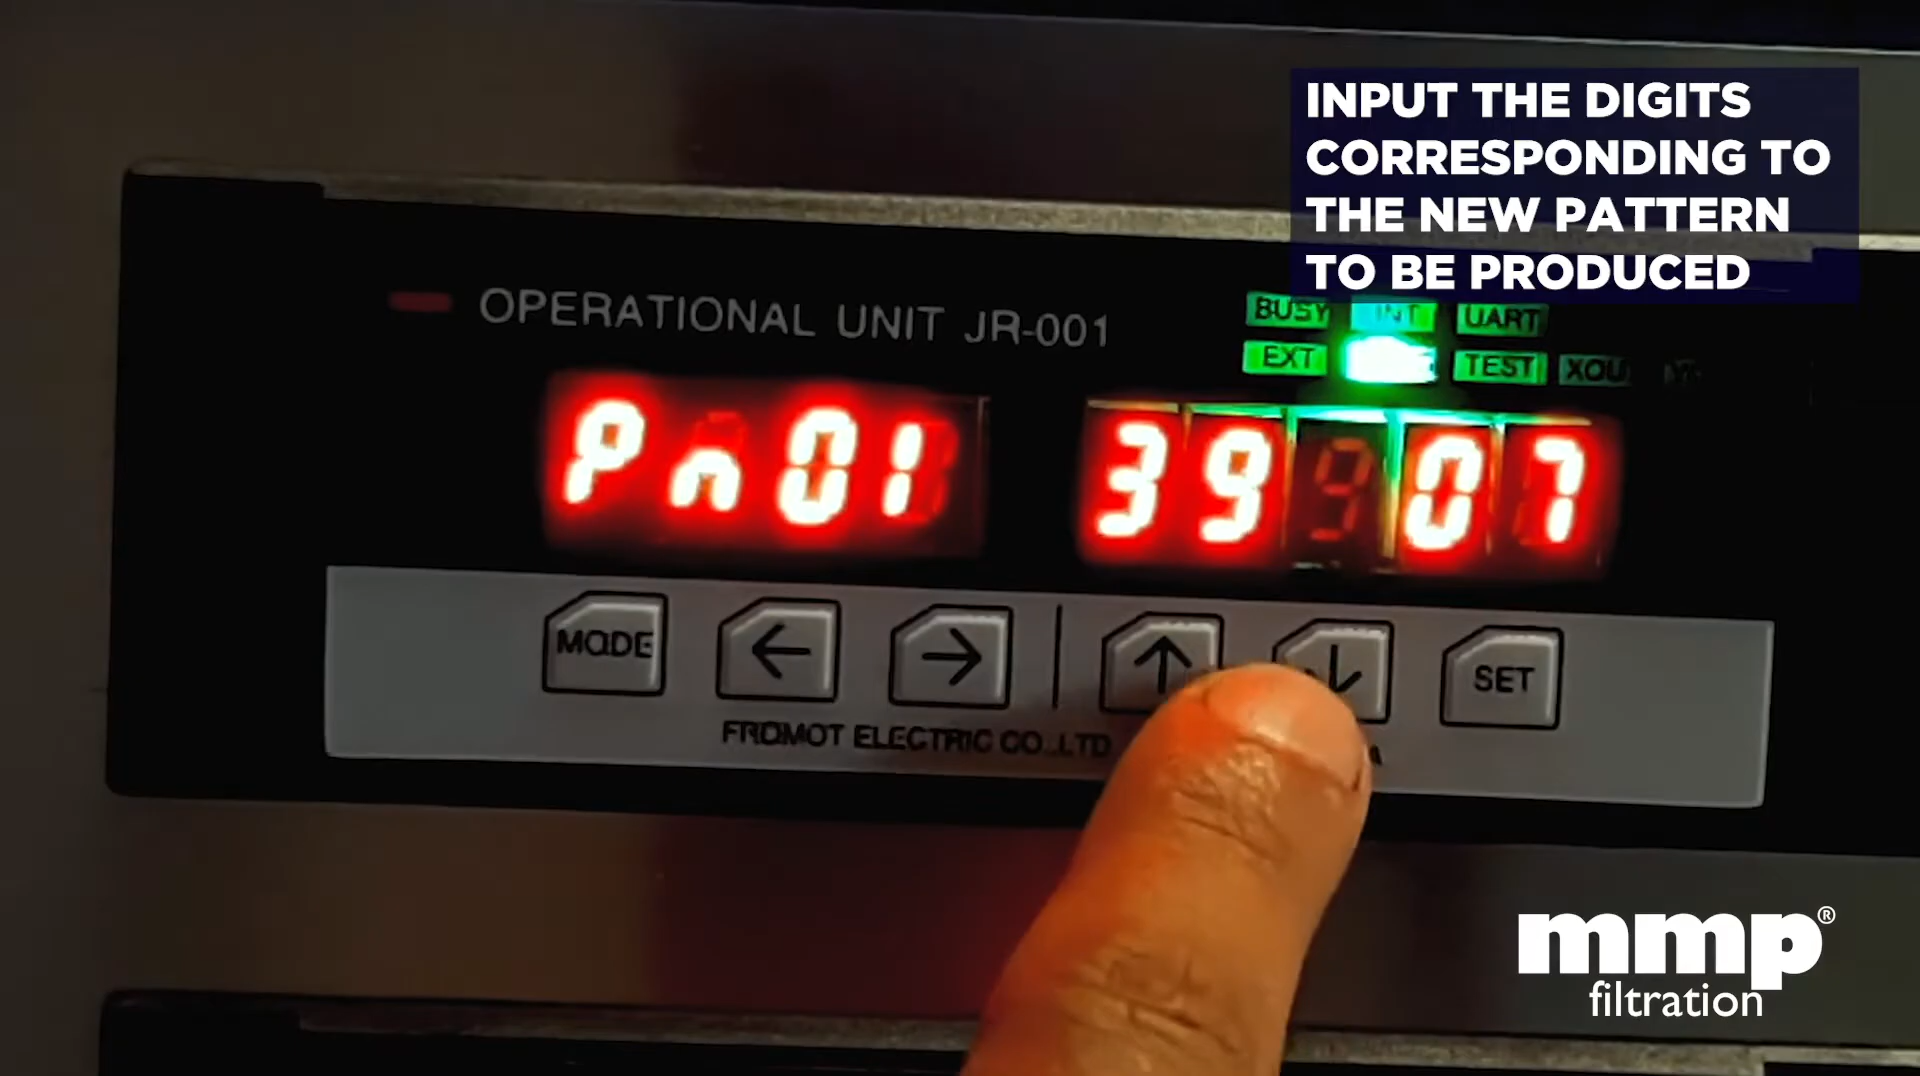 INPUT THE DIGITS
CORRESPONDING TO
THE NEW PATTERN
TO BE PRODUCED
OPERATIONAL UNIT JR-001
BUSY INT UART
EXT TEST
Pn01 39 07
MODE ← → ↑ ↓ SET
FROMOT ELECTRIC CO.,LTD
mmp®
filtration